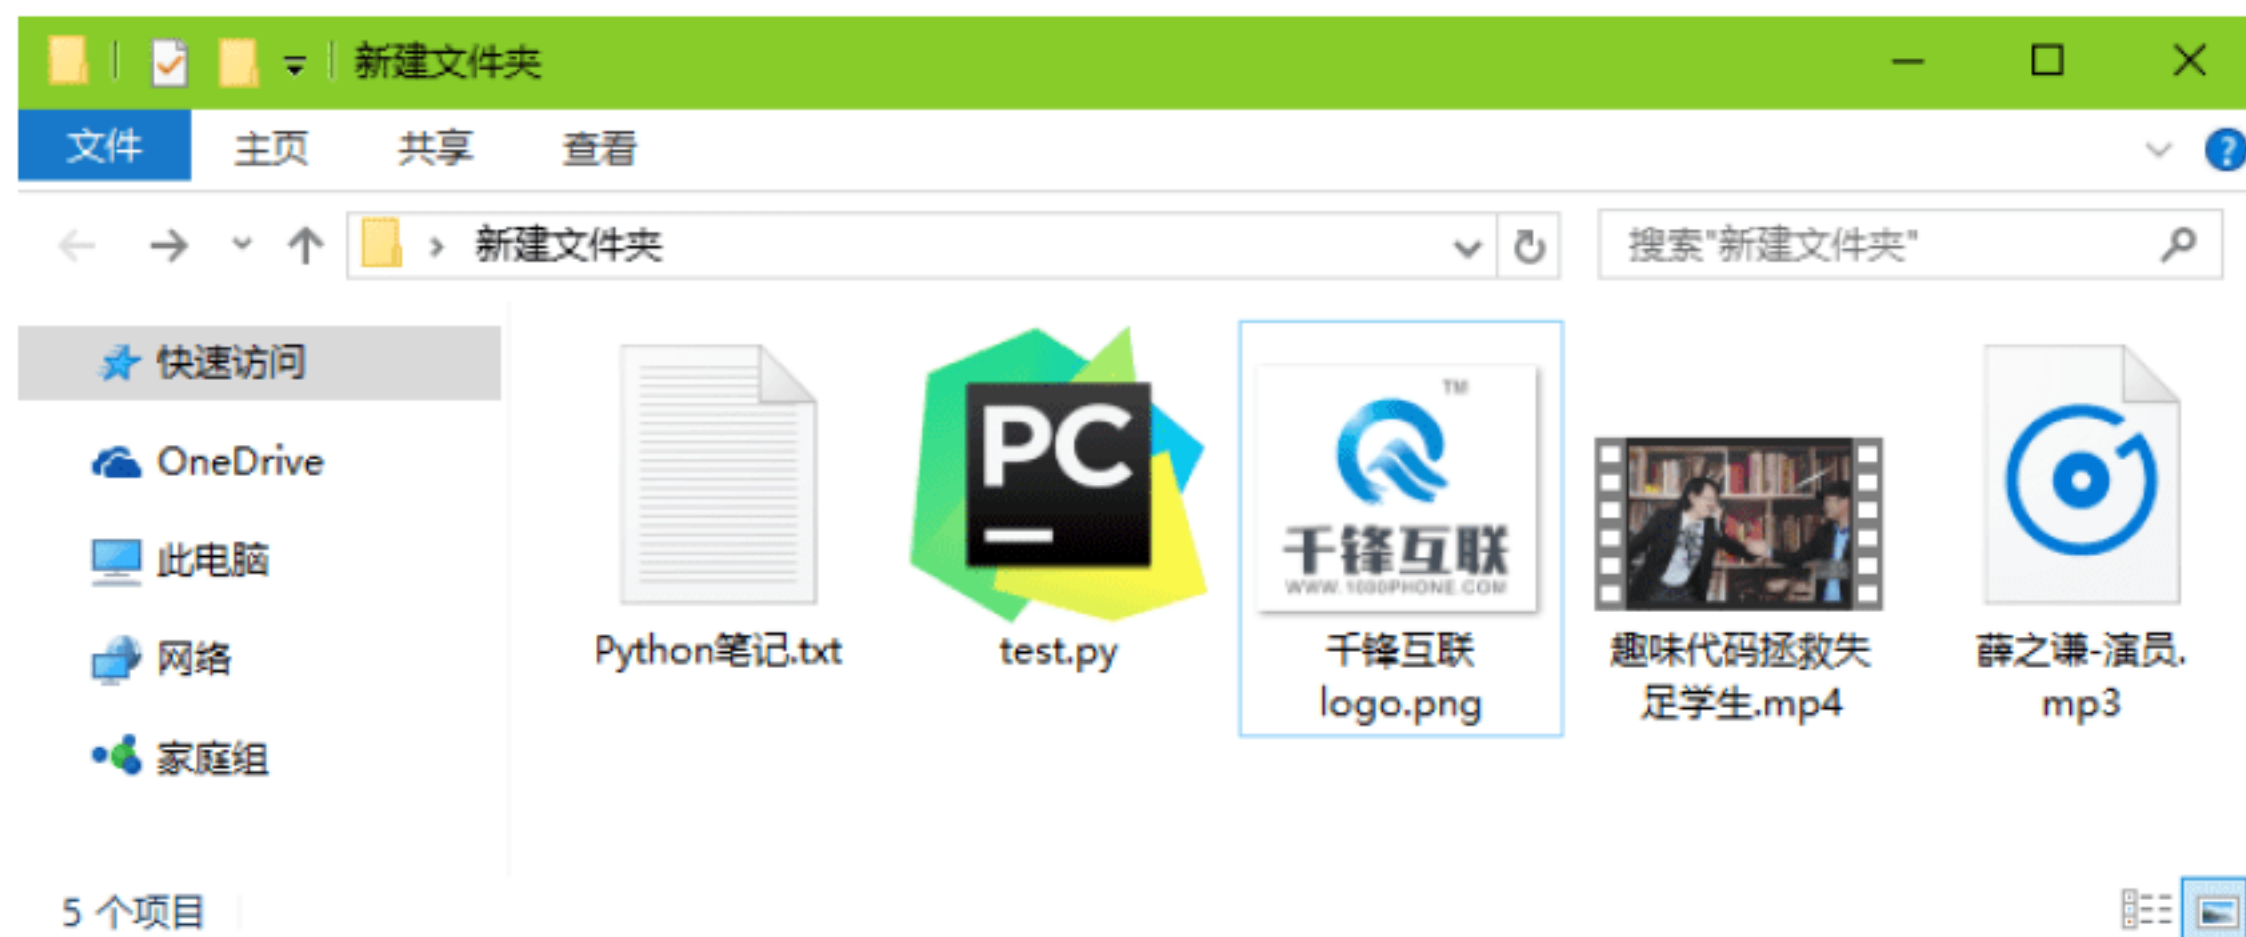 新建文件夹
文件 主页 共享 查看
新建文件夹
搜索"新建文件夹"
快速访问
OneDrive
此电脑
网络
家庭组
PC
TM
千锋互联
WWW.1000PHONE.COM
Python笔记.txt
test.py
千锋互联
logo.png
趣味代码拯救失
足学生.mp4
薛之谦-演员.
mp3
5 个项目